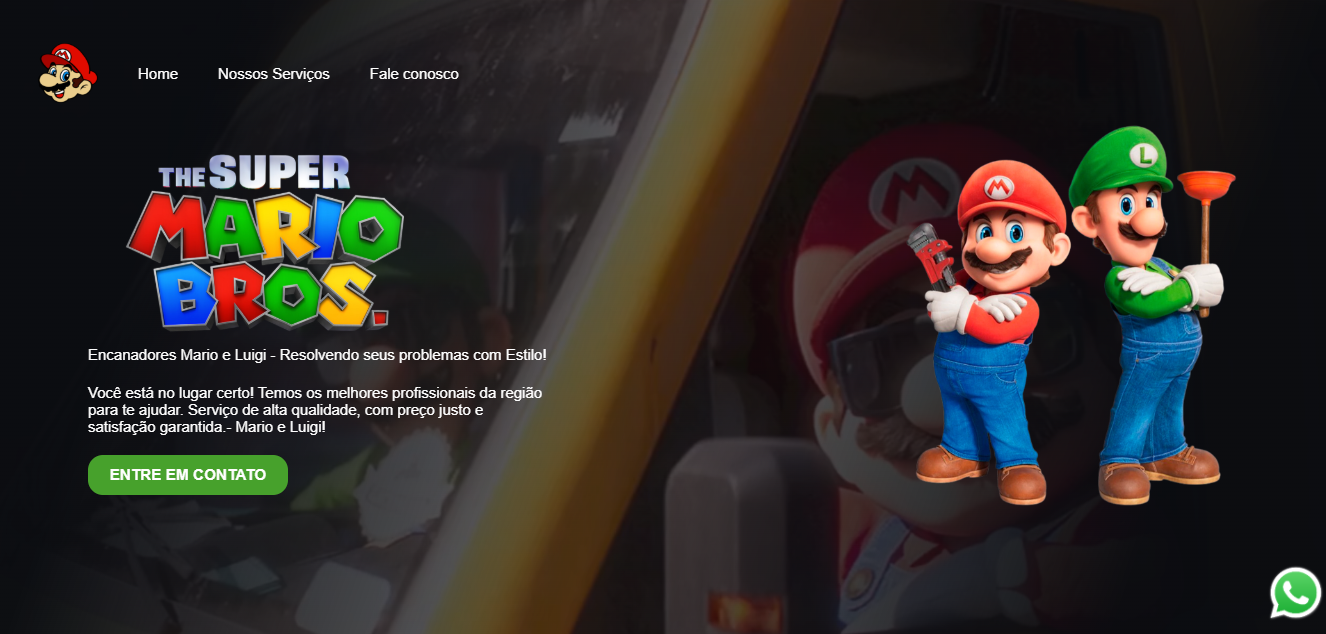 Home
Nossos Serviços
Fale conosco
THE SUPER
MARIO
BROS.
Encanadores Mario e Luigi - Resolvendo seus problemas com Estilo!
Você está no lugar certo! Temos os melhores profissionais da região
para te ajudar. Serviço de alta qualidade, com preço justo e
satisfação garantida.- Mario e Luigi!
ENTRE EM CONTATO
M
M
M
L